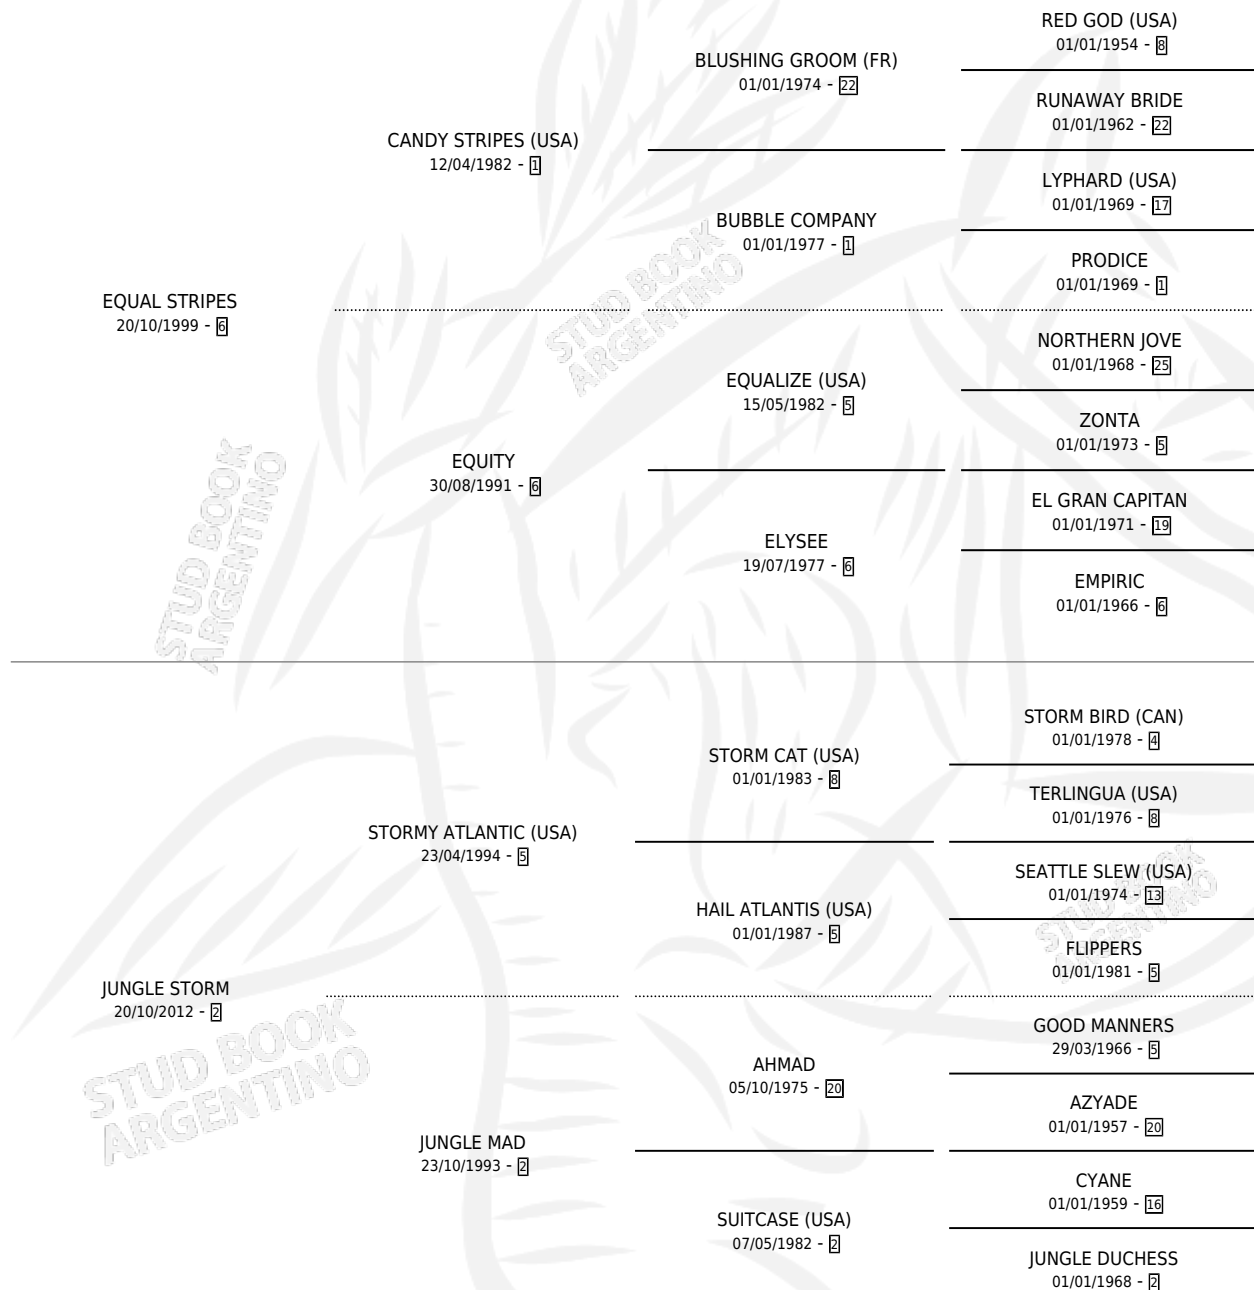 RED GOD (USA)
01/01/1954 - 8
BLUSHING GROOM (FR)
01/01/1974 - 22
RUNAWAY BRIDE
01/01/1962 - 22
CANDY STRIPES (USA)
12/04/1982 - 1
LYPHARD (USA)
01/01/1969 - 17
BUBBLE COMPANY
01/01/1977 - 1
PRODICE
01/01/1969 - 1
EQUAL STRIPES
20/10/1999 - 6
NORTHERN JOVE
01/01/1968 - 25
EQUALIZE (USA)
15/05/1982 - 5
ZONTA
01/01/1973 - 5
EQUITY
30/08/1991 - 6
EL GRAN CAPITAN
01/01/1971 - 19
ELYSEE
19/07/1977 - 6
EMPIRIC
01/01/1966 - 6
STUD BOOK
ARGENTINO
STUD BOOK
ARGENTINO
STORM BIRD (CAN)
01/01/1978 - 4
STORM CAT (USA)
01/01/1983 - 8
TERLINGUA (USA)
01/01/1976 - 8
STORMY ATLANTIC (USA)
23/04/1994 - 5
SEATTLE SLEW (USA)
01/01/1974 - 13
HAIL ATLANTIS (USA)
01/01/1987 - 5
FLIPPERS
01/01/1981 - 5
JUNGLE STORM
20/10/2012 - 2
GOOD MANNERS
29/03/1966 - 5
AHMAD
05/10/1975 - 20
AZYADE
01/01/1957 - 20
JUNGLE MAD
23/10/1993 - 2
CYANE
01/01/1959 - 16
SUITCASE (USA)
07/05/1982 - 2
JUNGLE DUCHESS
01/01/1968 - 2
STUD BOOK
ARGENTINO
STUD BOOK
ARGENTINO